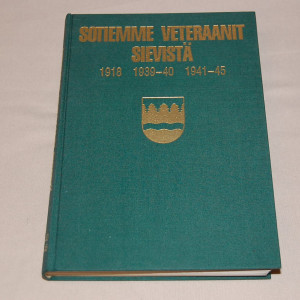 SOTIEMME VETERAANIT
SIEVISTÄ
1918 1939-40 1941-45